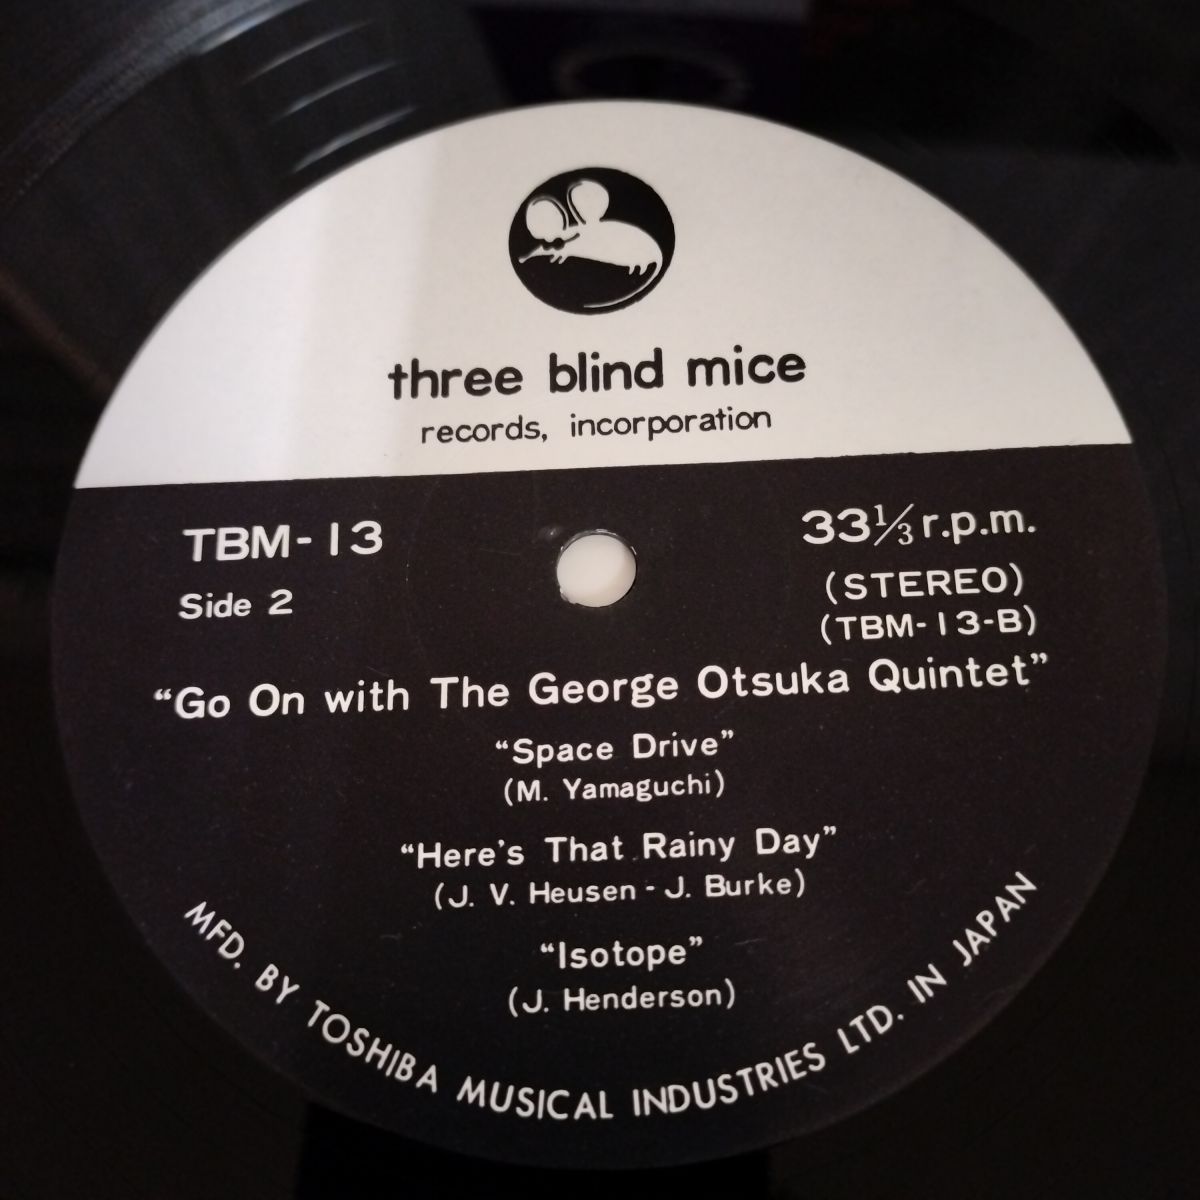 three blind mice
records, incorporation
TBM-13
33 1/3 r.p.m.
Side 2
(STEREO)
(TBM-13-B)
“Go On with The George Otsuka Quintet”
“Space Drive”
(M. Yamaguchi)
“Here's That Rainy Day”
(J. V. Heusen - J. Burke)
“Isotope”
(J. Henderson)
MFD. BY TOSHIBA MUSICAL INDUSTRIES LTD. IN JAPAN